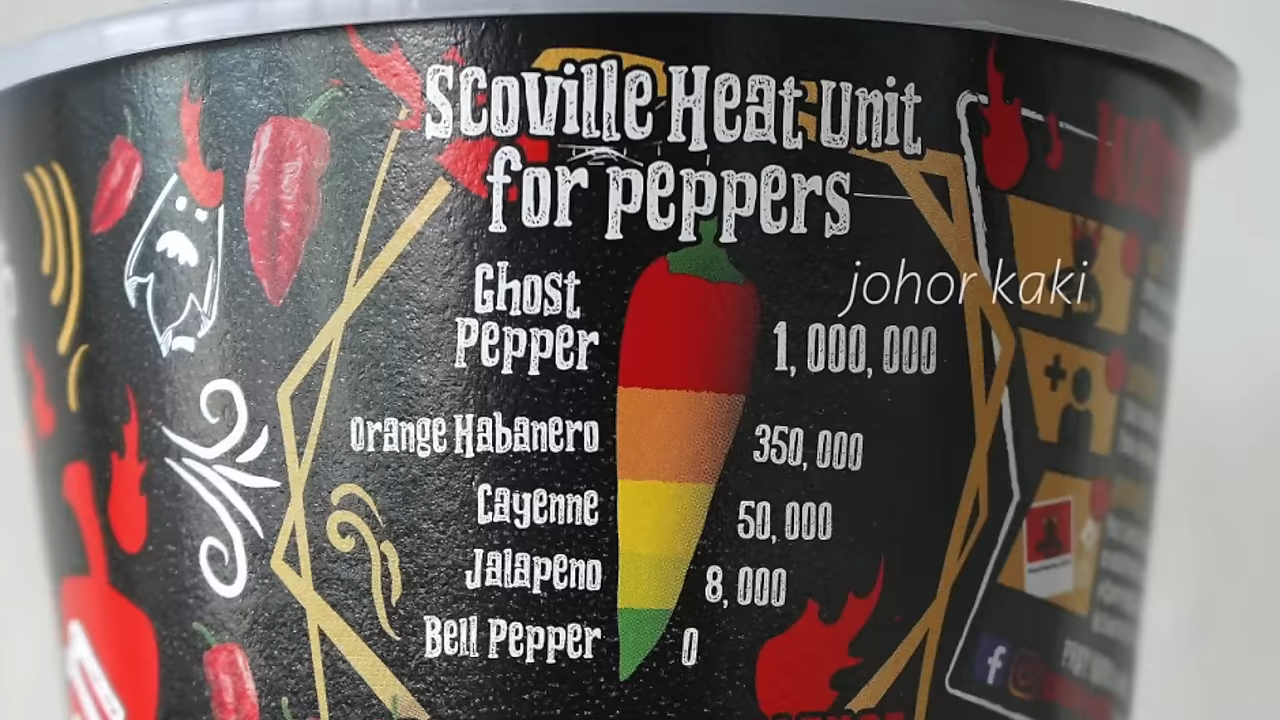 Scoville Heat Unit
for peppers
johor kaki
Ghost
Pepper 1,000,000
Orange Habanero 350,000
Cayenne 50,000
Jalapeno 8,000
Bell Pepper 0
f